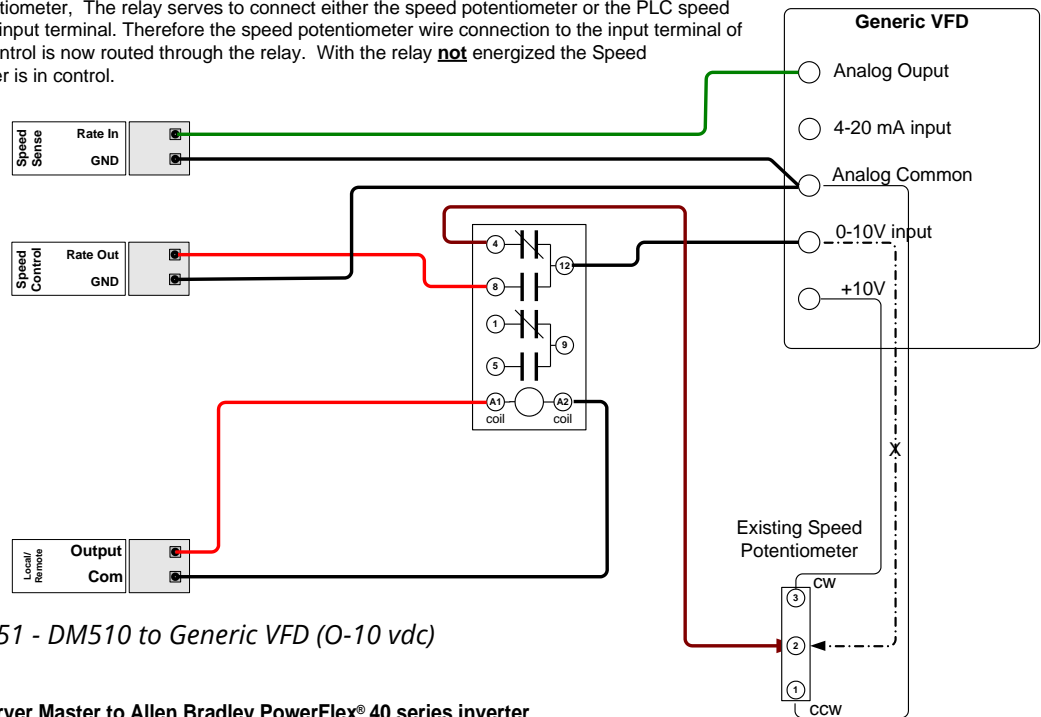 tiometer, The relay serves to connect either the speed potentiometer or the PLC speed
input terminal. Therefore the speed potentiometer wire connection to the input terminal of
ntrol is now routed through the relay. With the relay not energized the Speed
er is in control.
Generic VFD
Analog Ouput
4-20 mA input
Analog Common
0-10V input
+10V
Speed
Sense
Rate In
GND
Speed
Control
Rate Out
GND
4
12
8
1
9
5
A1
A2
coil
coil
X
Local/
Remote
Output
Com
Existing Speed
Potentiometer
CW
3
2
1
CCW
51 - DM510 to Generic VFD (O-10 vdc)
rver Master to Allen Bradley PowerFlex® 40 series inverter